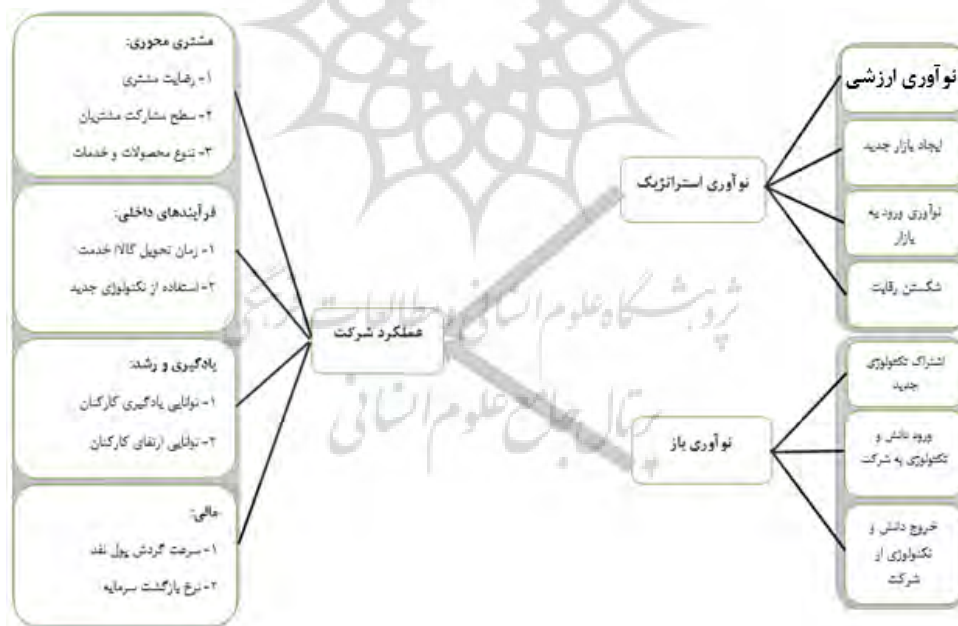 نوآوری ارزشی
ایجاد بازار جدید
نوآوری ورود به
بازار
شکستن رقابت
نوآوری استراتژیک
اشتراک تکنولوژی
جدید
ورود دانش و
تکنولوژی به شرکت
خروج دانش و
تکنولوژی از
شرکت
نوآوری باز
عملکرد شرکت
مشتری محوری:
۱- رضایت مشتری
۲- سطح مشارکت مشتریان
۳- تنوع محصولات و خدمات
فرآیندهای داخلی:
۱- زمان تحویل کالا/ خدمت
۲- استفاده از تکنولوژی جدید
یادگیری و رشد:
۱- توانایی یادگیری کارکنان
۲- توانایی ارتقای کارکنان
مالی:
۱- سرعت گردش پول نقد
۲- نرخ بازگشت سرمایه
پژوهشگاه علوم انسانی و مطالعات فرهنگی
پرتال جامع علوم انسانی